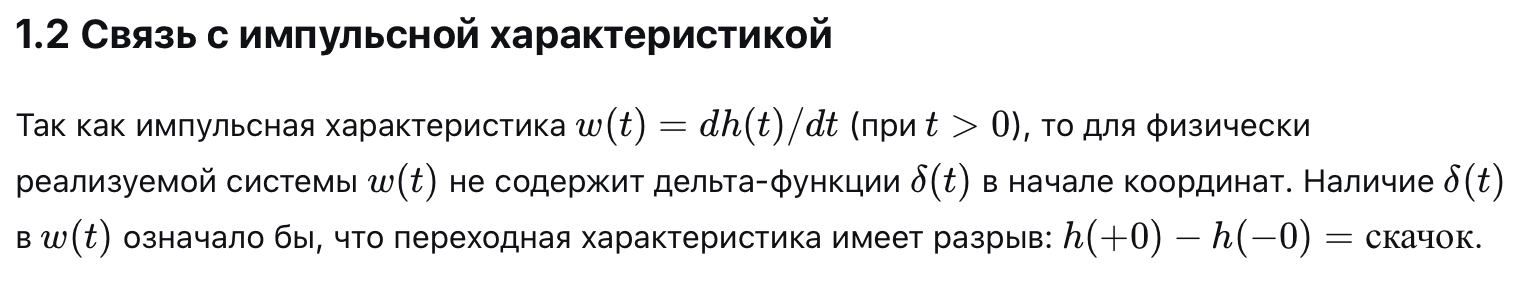 1.2 Связь с импульсной характеристикой
Так как импульсная характеристика w(t) = dh(t)/dt (при t > 0), то для физически
реализуемой системы w(t) не содержит дельта-функции δ(t) в начале координат. Наличие δ(t)
в w(t) означало бы, что переходная характеристика имеет разрыв: h(+0) − h(−0) = скачок.